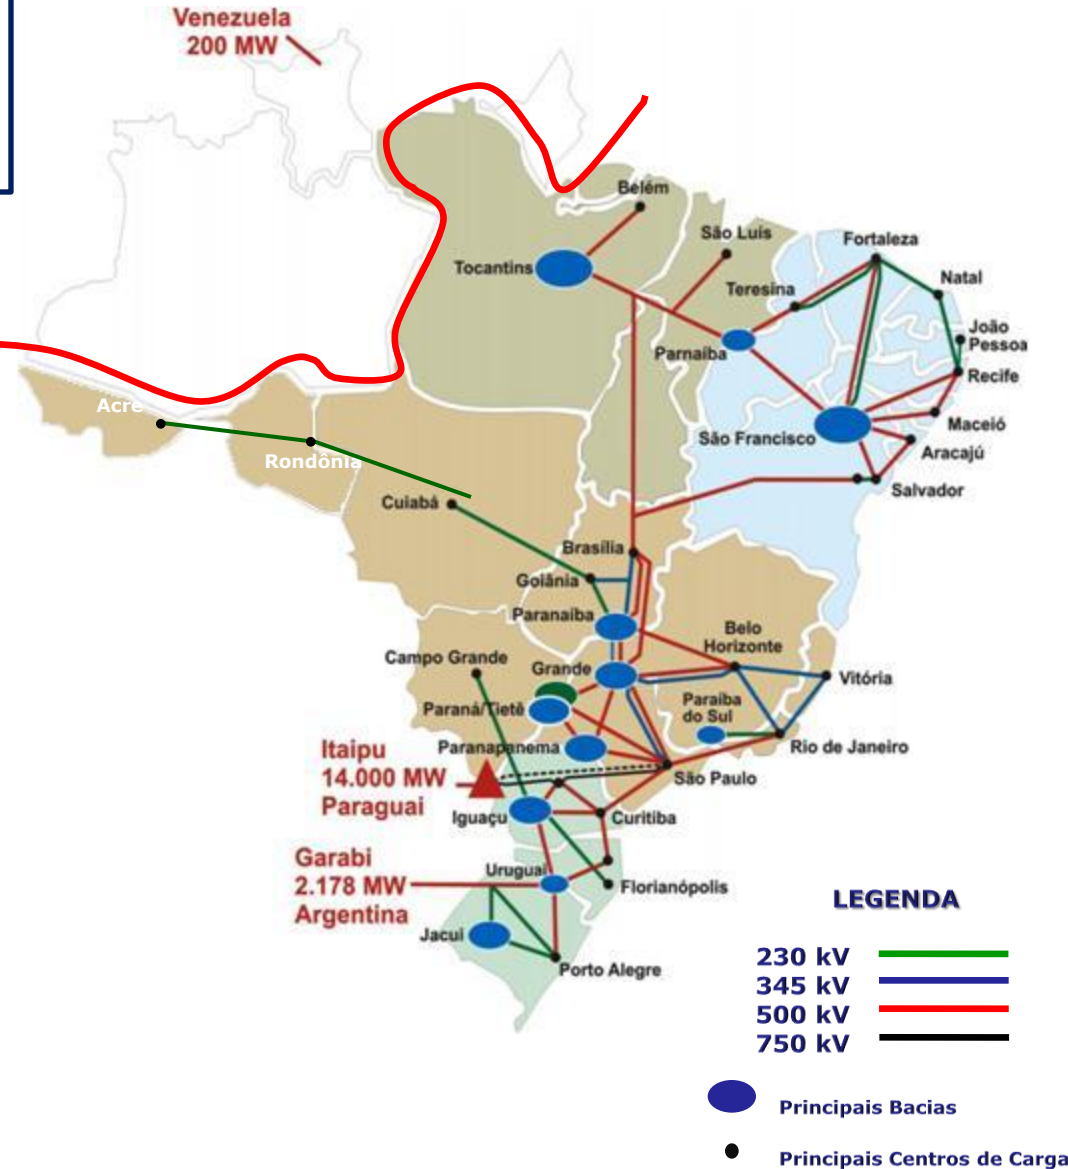 Venezuela
200 MW
Belém
São Luís
Fortaleza
Tocantins
Natal
Teresina
João
Pessoa
Parnaíba
Recife
Acre
Maceió
São Francisco
Aracajú
Rondônia
Salvador
Cuiabá
Brasília
Goiânia
Paranaíba
Belo
Horizonte
Campo Grande
Grande
Vitória
Paraíba
do Sul
Paraná/Tietê
Paranapanema
Rio de Janeiro
Itaipu
14.000 MW
Paraguai
São Paulo
Iguaçu
Curitiba
Garabi
2.178 MW
Argentina
Uruguai
Florianópolis
LEGENDA
Jacui
230 kV
Porto Alegre
345 kV
500 kV
750 kV
Principais Bacias
Principais Centros de Carga